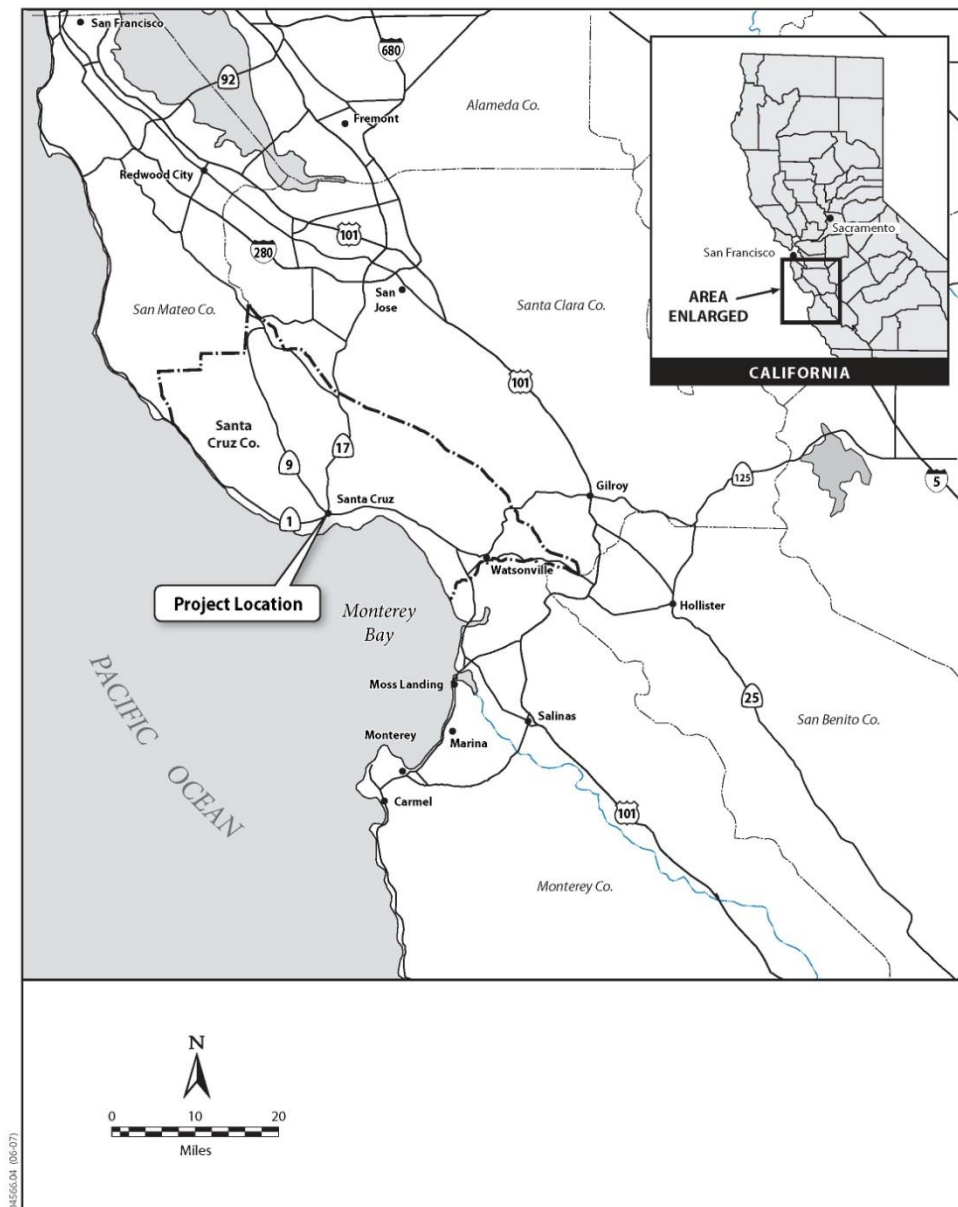 San Francisco
680
92
Alameda Co.
Fremont
Redwood City
101
280
San Mateo Co.
San
Jose
Santa Clara Co.
101
Santa
Cruz Co.
17
9
Santa Cruz
1
Gilroy
125
5
Watsonville
Project Location
Hollister
Monterey
Bay
Moss Landing
25
Salinas
San Benito Co.
Marina
Monterey
Carmel
101
PACIFIC OCEAN
Monterey Co.
Sacramento
San Francisco
AREA
ENLARGED
CALIFORNIA
N
0 10 20
Miles
04566.04 (06-07)